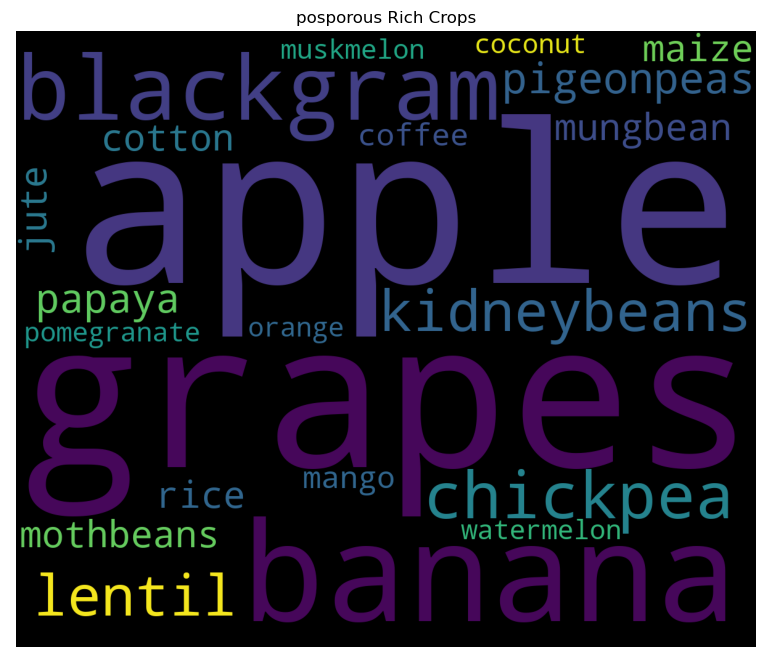 posporous Rich Crops
muskmelon
coconut
maize
blackgram
pigeonpeas
cotton
coffee
mungbean
apple
jute
papaya
kidneybeans
pomegranate
orange
grapes
rice
mango
chickpea
mothbeans
watermelon
lentil
banana